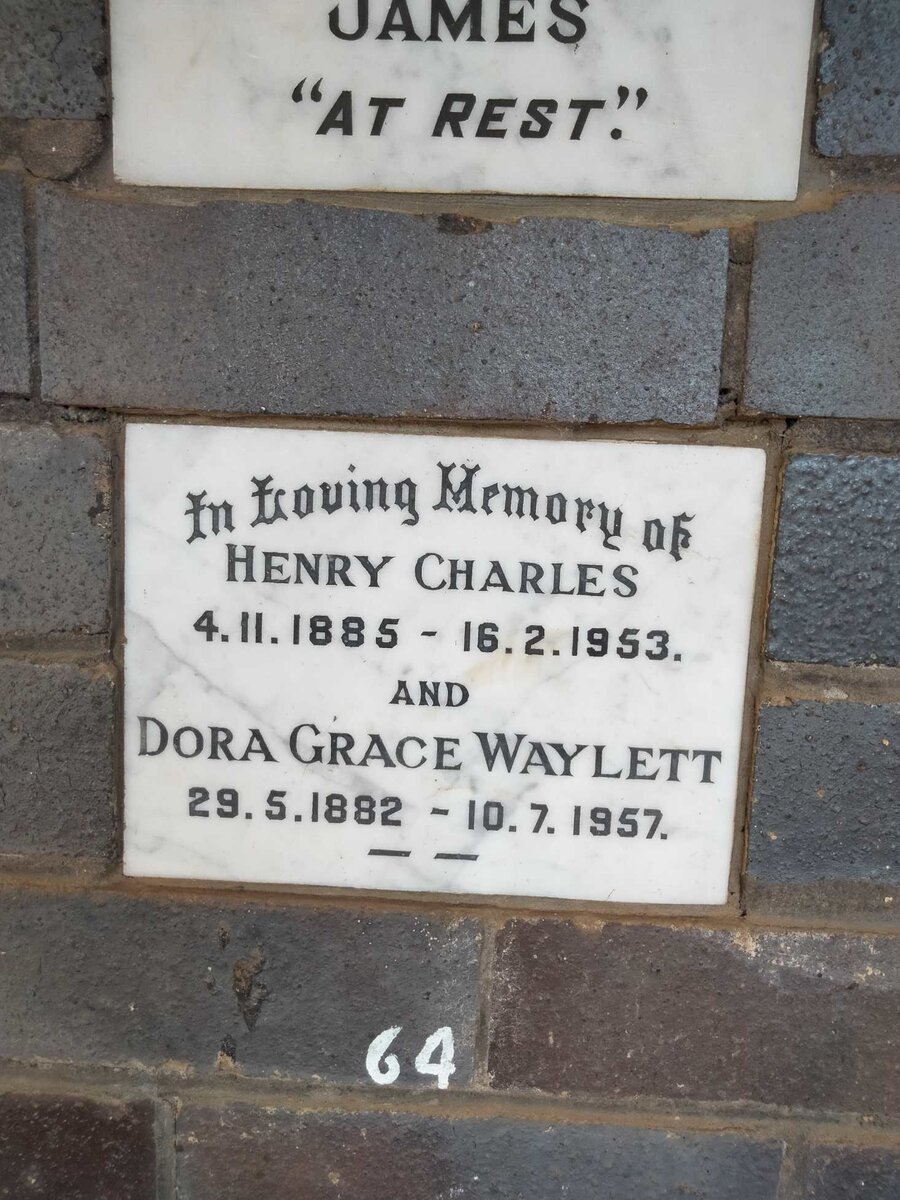 JAMES
"AT REST."
In Loving Memory of
HENRY CHARLES
4.11.1885 - 16.2.1953.
AND
DORA GRACE WAYLETT
29.5.1882 - 10.7.1957.
64